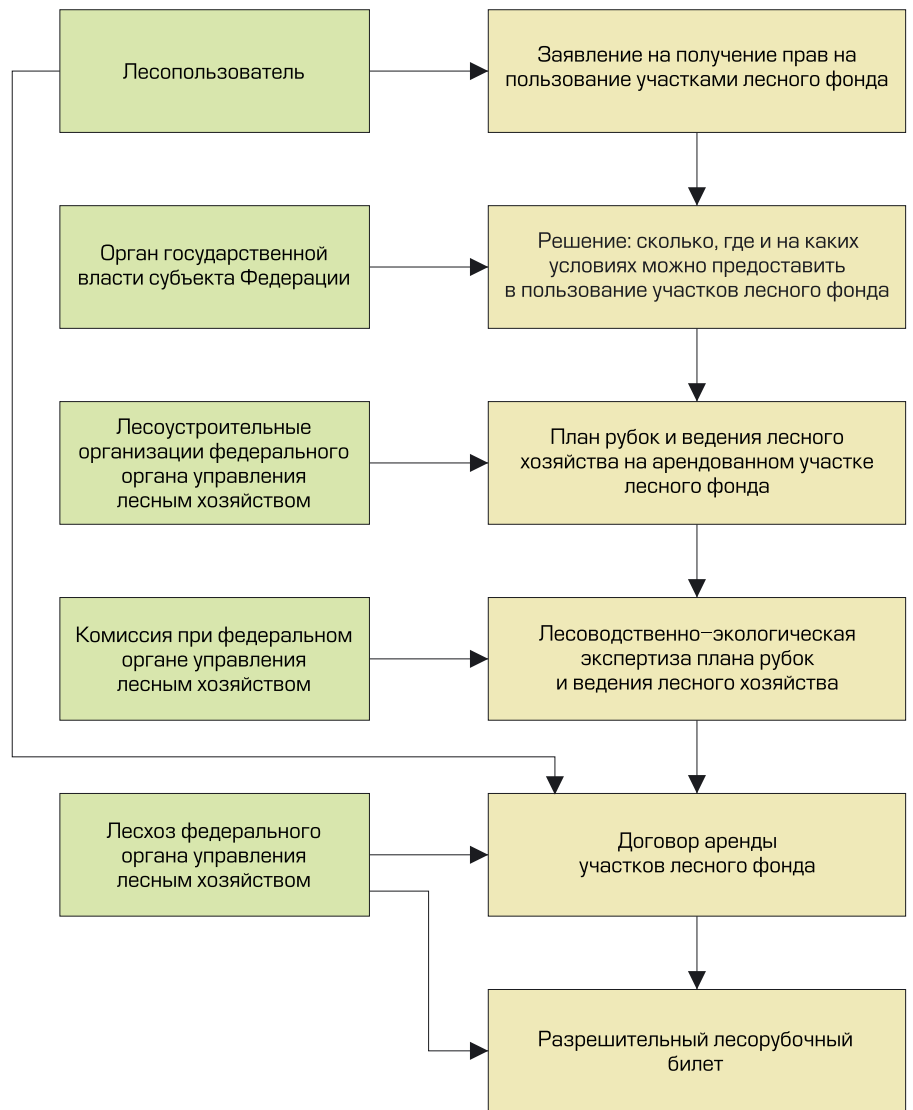 Лесопользователь
Заявление на получение прав на
пользование участками лесного фонда
Орган государственной
власти субъекта Федерации
Решение: сколько, где и на каких
условиях можно предоставить
в пользование участков лесного фонда
Лесоустроительные
организации федерального
органа управления
лесным хозяйством
План рубок и ведения лесного
хозяйства на арендованном участке
лесного фонда
Комиссия при федеральном
органе управления
лесным хозяйством
Лесоводственно–экологическая
экспертиза плана рубок
и ведения лесного хозяйства
Лесхоз федерального
органа управления
лесным хозяйством
Договор аренды
участков лесного фонда
Разрешительный лесорубочный
билет